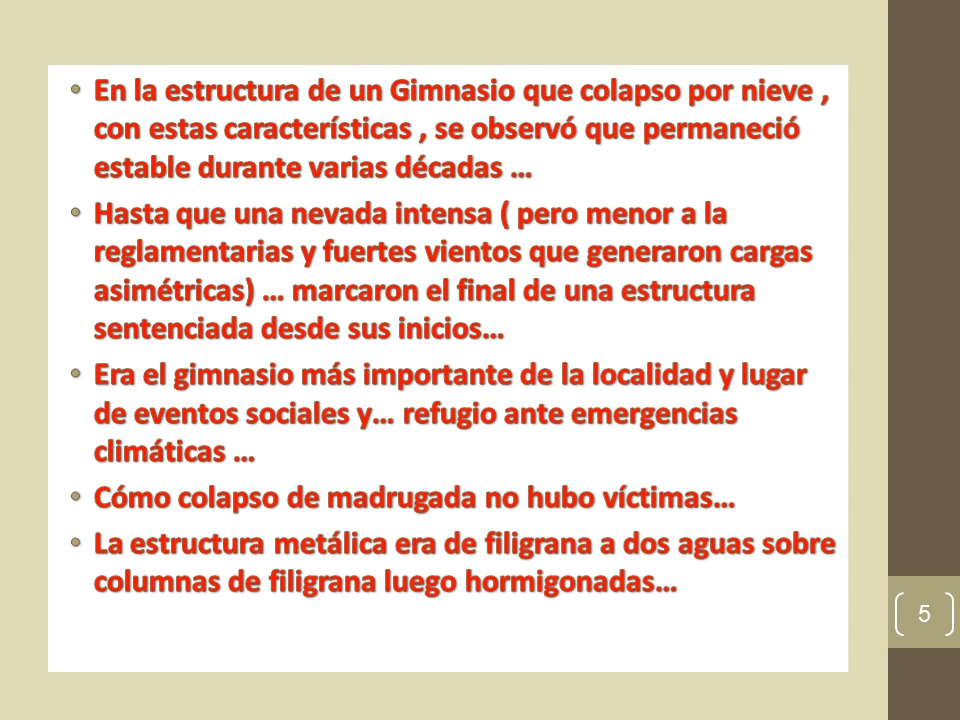 • En la estructura de un Gimnasio que colapso por nieve ,
con estas características , se observó que permaneció
estable durante varias décadas ...
• Hasta que una nevada intensa ( pero menor a la
reglamentarias y fuertes vientos que generaron cargas
asimétricas) ... marcaron el final de una estructura
sentenciada desde sus inicios...
• Era el gimnasio más importante de la localidad y lugar
de eventos sociales y... refugio ante emergencias
climáticas ...
• Cómo colapso de madrugada no hubo víctimas...
• La estructura metálica era de filigrana a dos aguas sobre
columnas de filigrana luego hormigonadas...
5